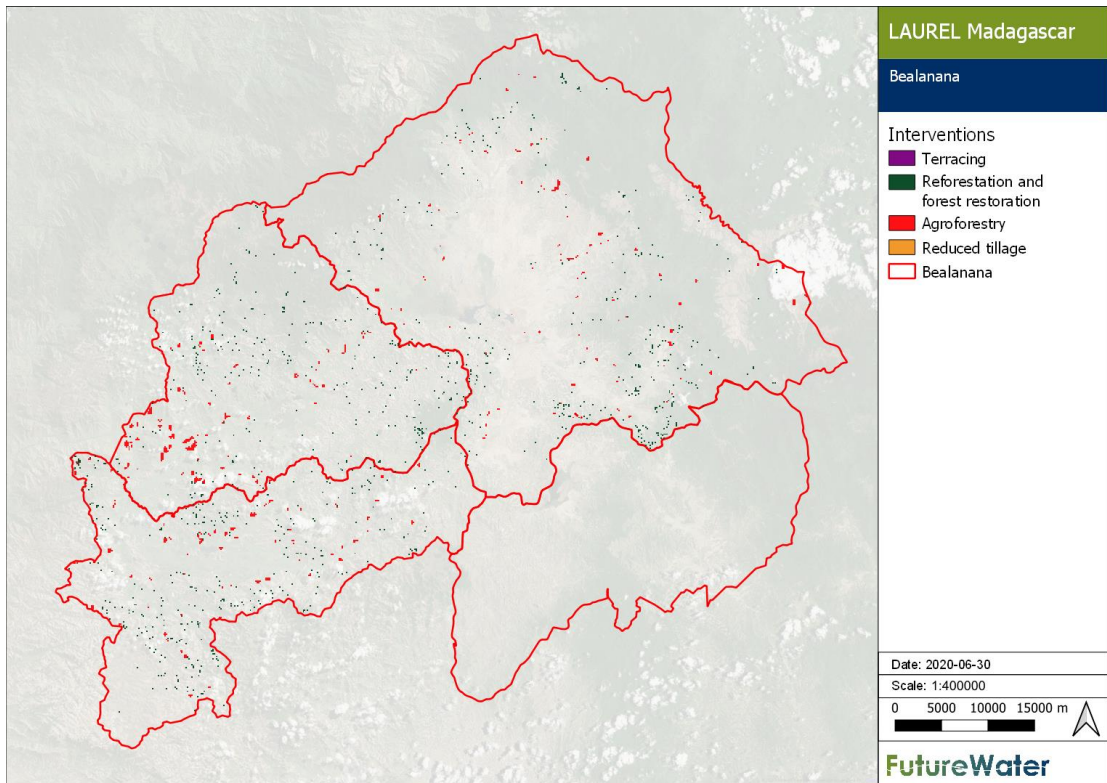 LAUREL Madagascar
Bealanana
Interventions
Terracing
Reforestation and
forest restoration
Agroforestry
Reduced tillage
Bealanana
Date: 2020-06-30
Scale: 1:400000
0 5000 10000 15000 m
FutureWater